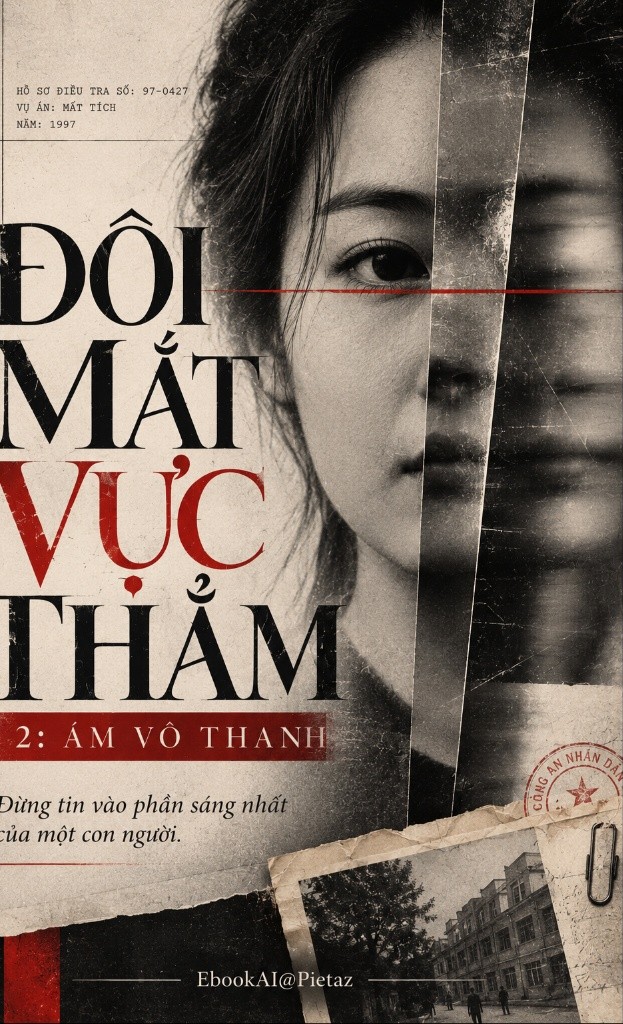 HỒ SƠ ĐIỀU TRA SỐ: 97-0427
VỤ ÁN: MẤT TÍCH
NĂM: 1997
ĐÔI
MẮT
VỰC
THẲM
2: ÁM VÔ THANH
Đừng tin vào phần sáng nhất
của một con người.
CÔNG AN NHÂN DÂN
EbookAI@Pietaz